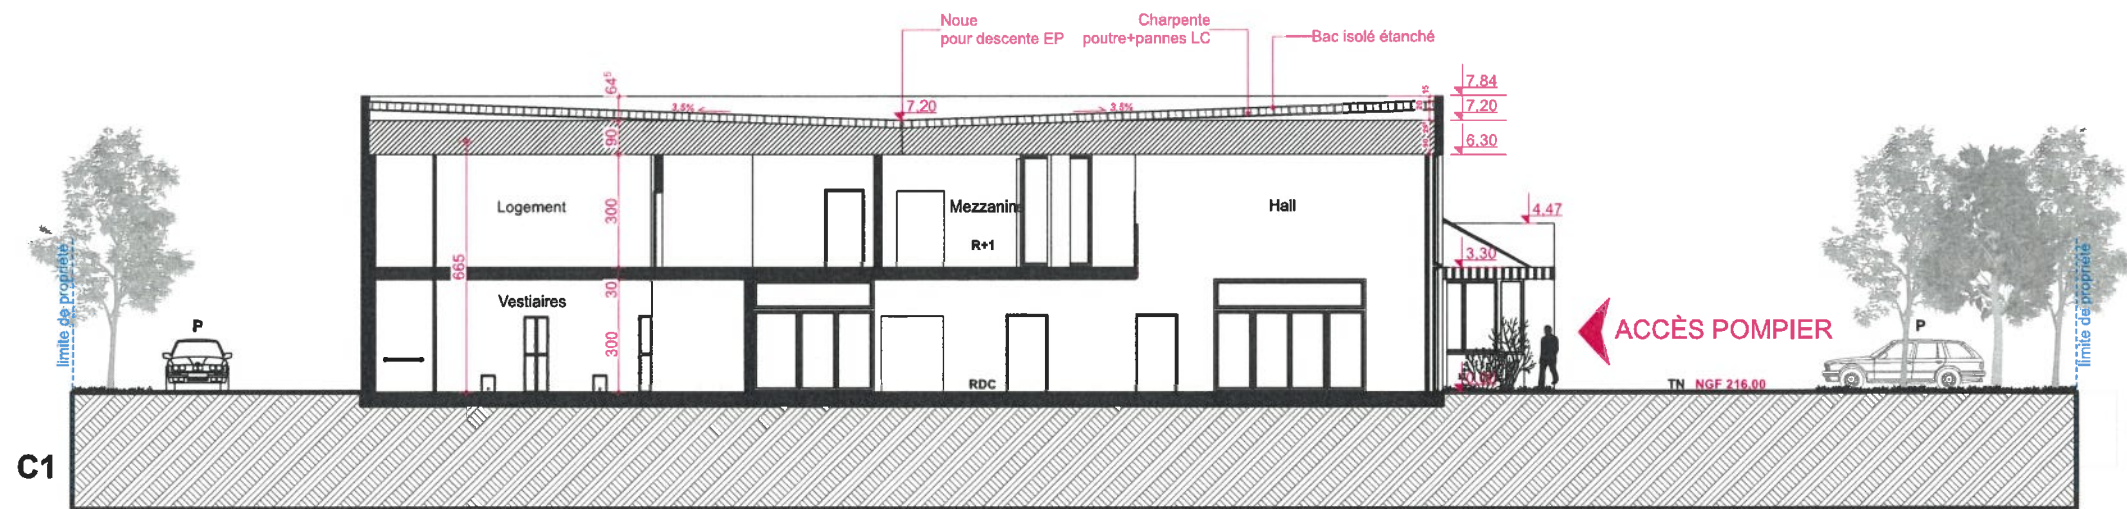 Noue
pour descente EP
Charpente
poutre+pannes LC
Bac isolé étanché
7.84
7.20
6.30
64⁵
3.5%
7.20
3.5%
15
20
90
Logement
300
Mezzanine
R+1
Hall
4.47
3.30
665
30
Vestiaires
300
RDC
limite de propriété
P
ACCÈS POMPIER
TN NGF 216.00
P
limite de propriété
C1